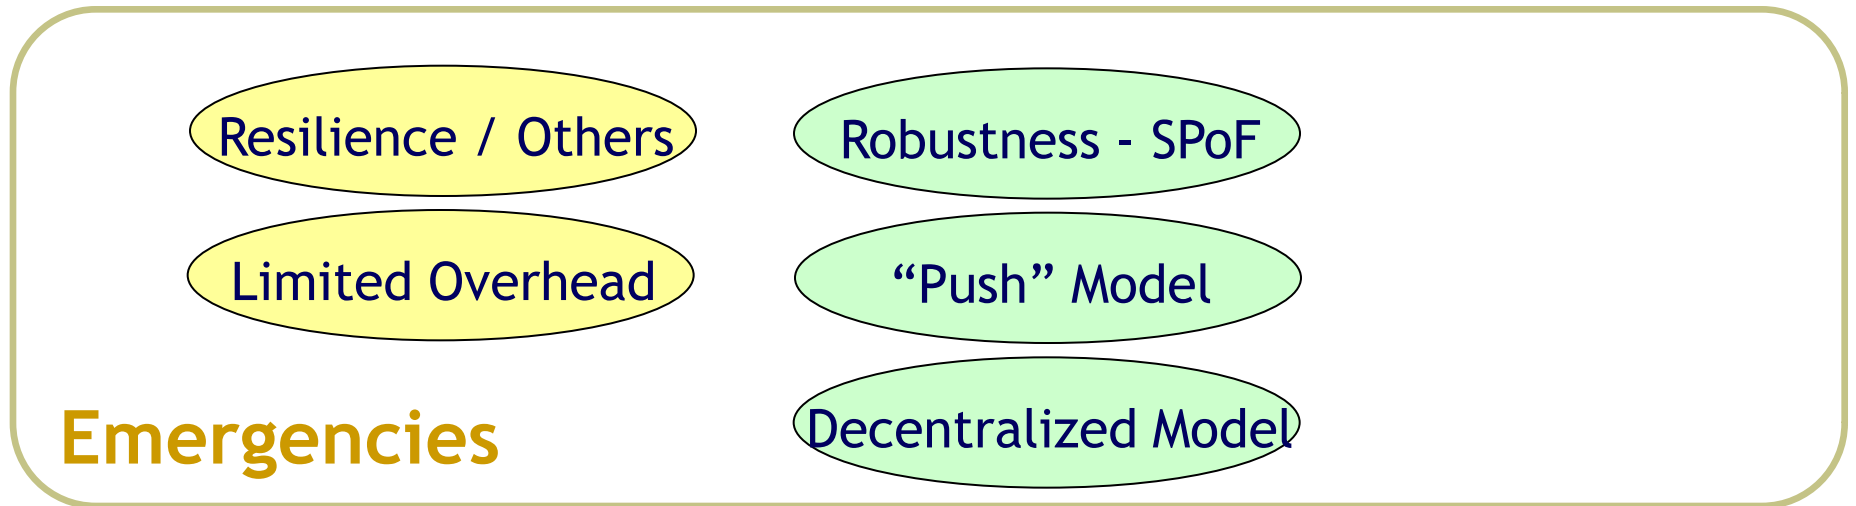 Resilience / Others
Limited Overhead
Robustness - SPoF
“Push” Model
Decentralized Model
Emergencies